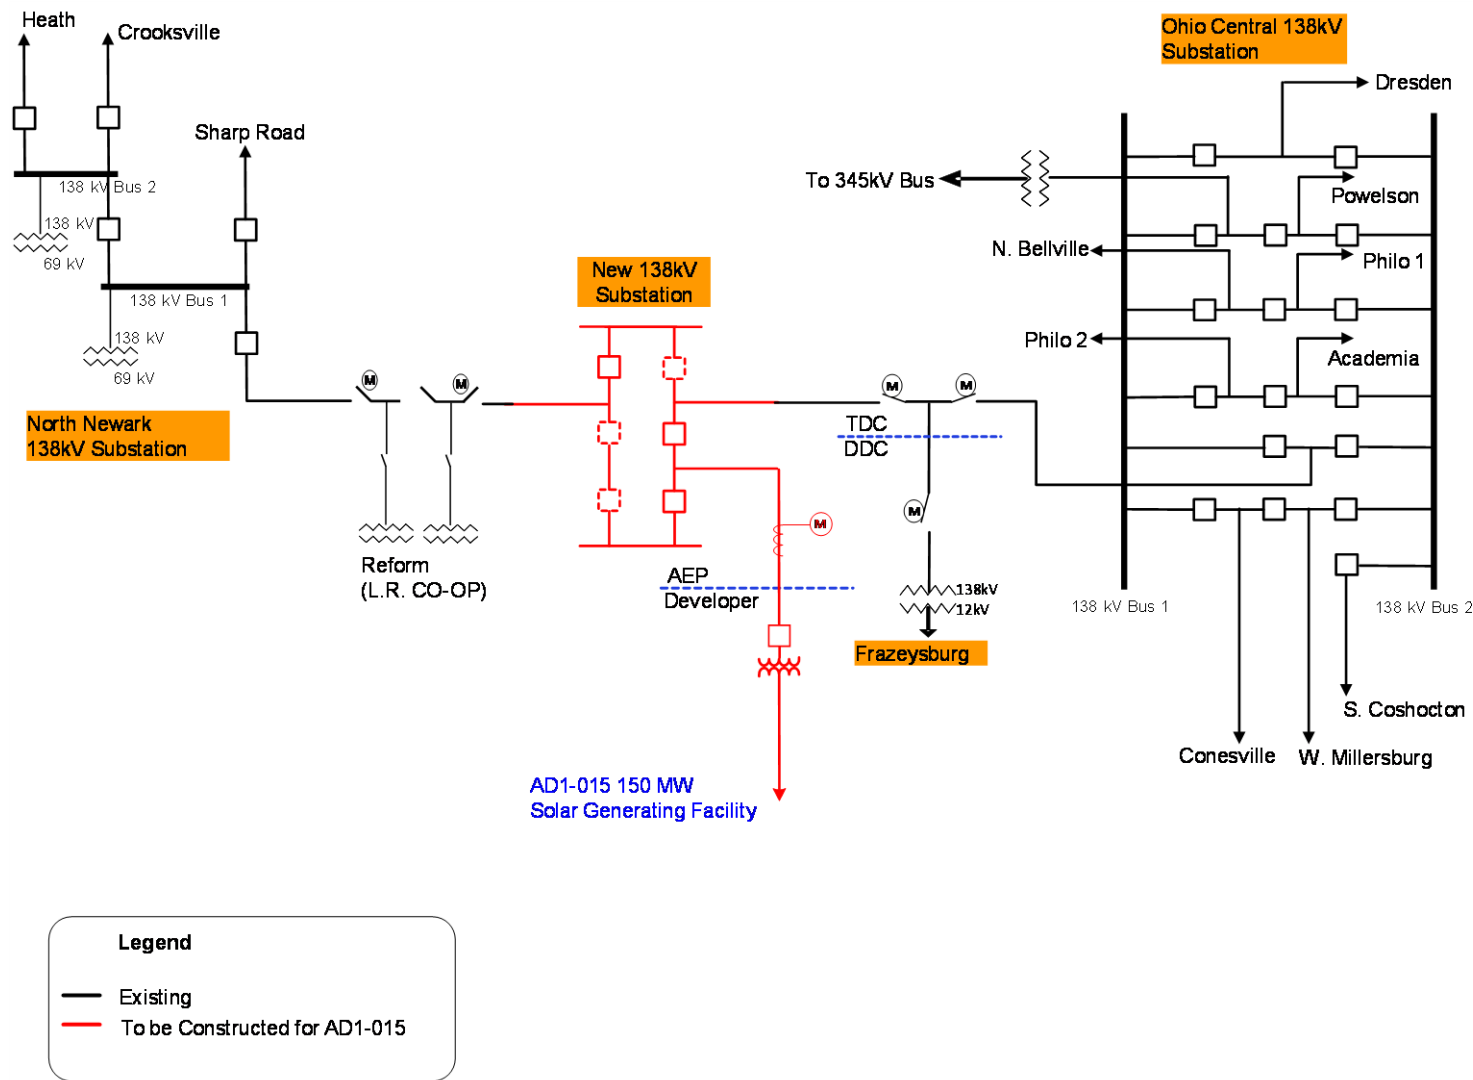 Heath
Crooksville
Sharp Road
138 kV Bus 2
138 kV
69 kV
138 kV Bus 1
138 kV
69 kV
North Newark
138kV Substation
M
M
Reform
(L.R. CO-OP)
New 138kV
Substation
M
AEP
Developer
AD1-015 150 MW
Solar Generating Facility
M
M
TDC
DDC
M
138kV
12kV
Frazeysburg
Ohio Central 138kV
Substation
Dresden
To 345kV Bus
Powelson
N. Bellville
Philo 1
Philo 2
Academia
138 kV Bus 1
138 kV Bus 2
S. Coshocton
Conesville
W. Millersburg
Legend
Existing
To be Constructed for AD1-015